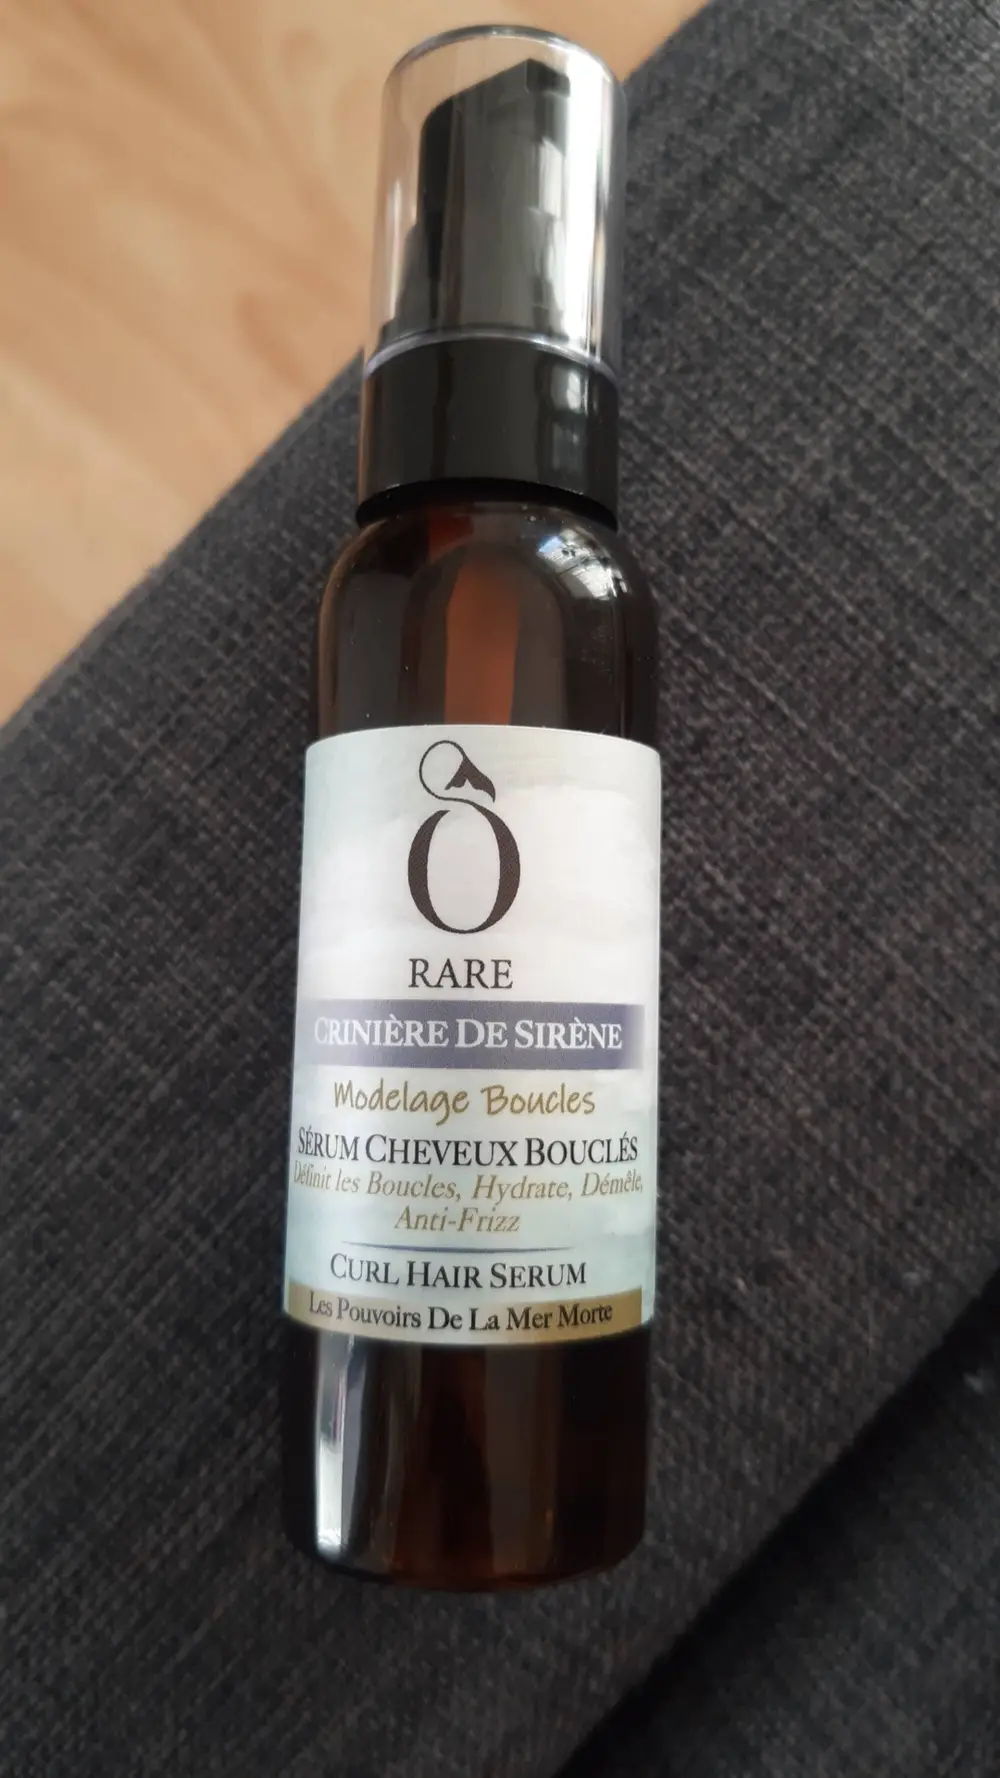 Ô
RARE
CRINIÈRE DE SIRÈNE
Modelage Boucles
SÉRUM CHEVEUX BOUCLÉS
Définit les Boucles, Hydrate, Démêle,
Anti-Frizz
CURL HAIR SERUM
Les Pouvoirs De La Mer Morte